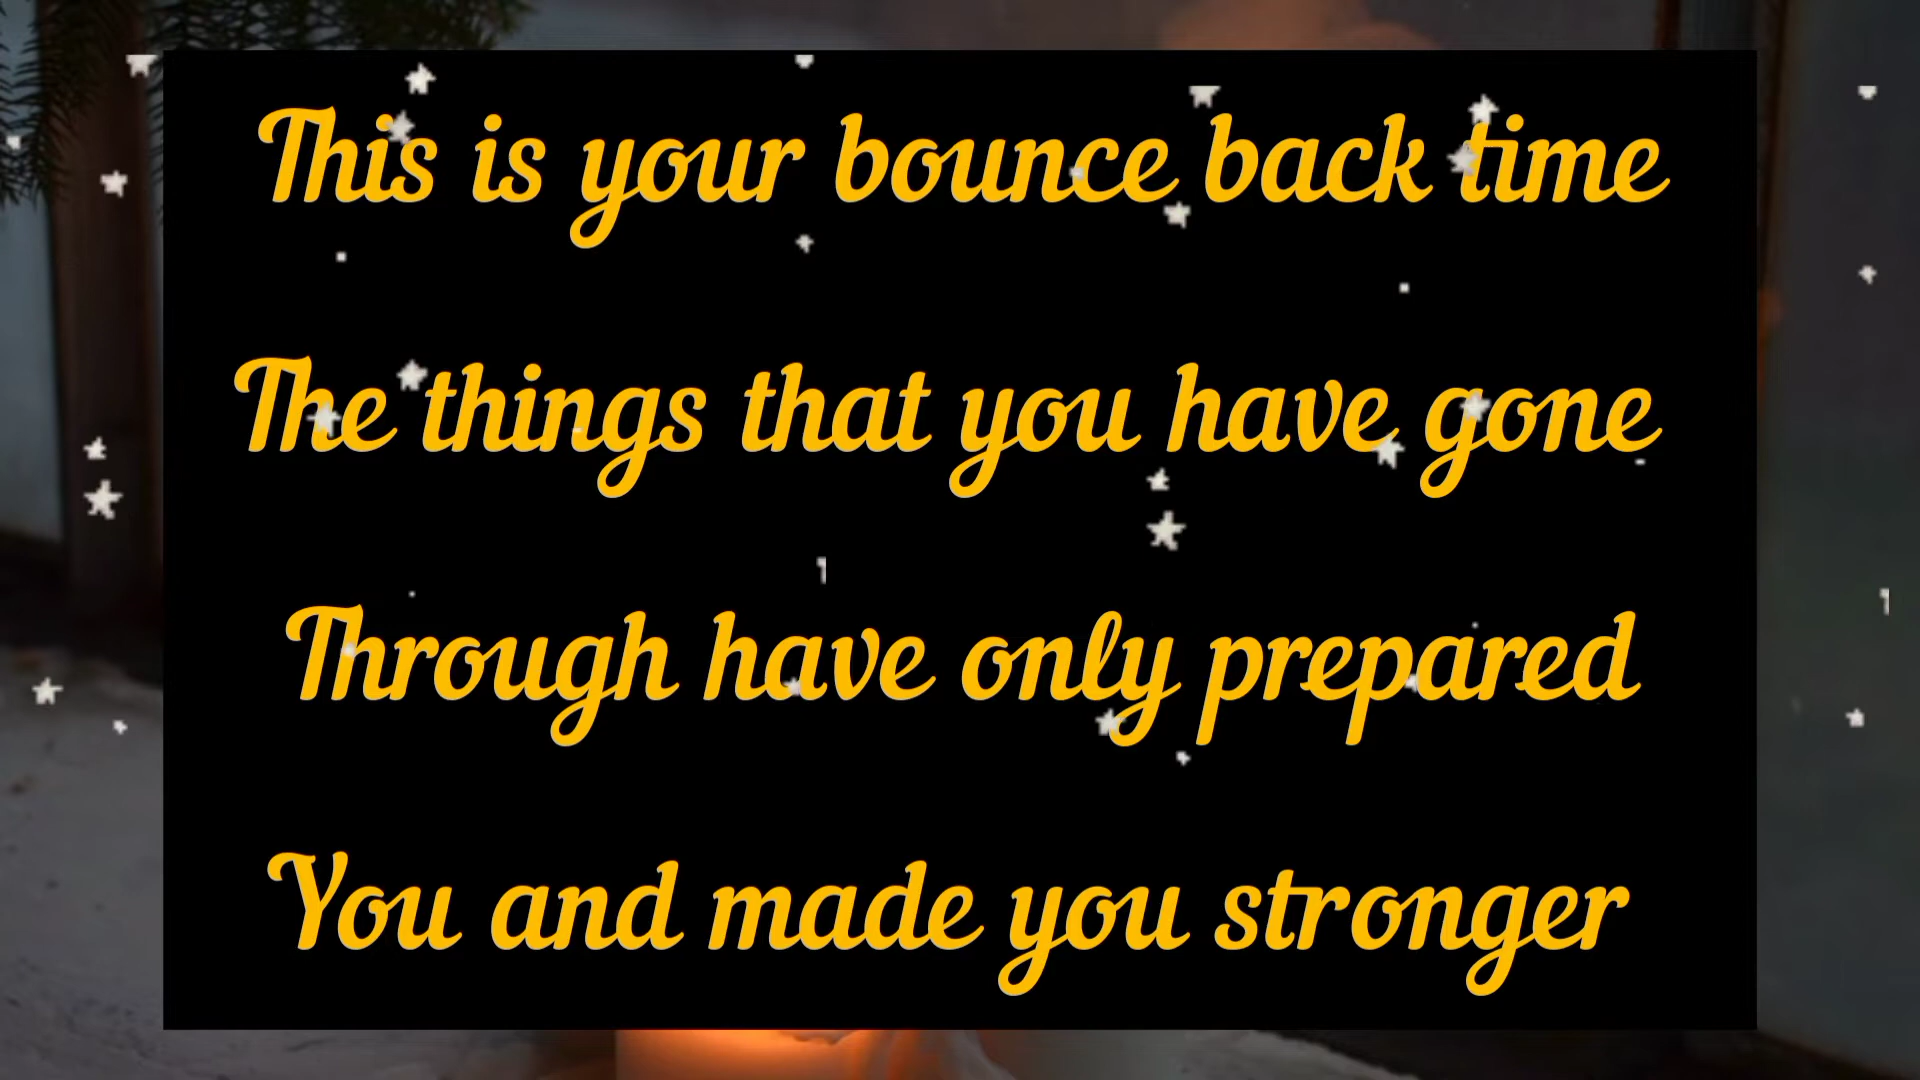 This is your bounce back time
The things that you have gone
Through have only prepared
You and made you stronger